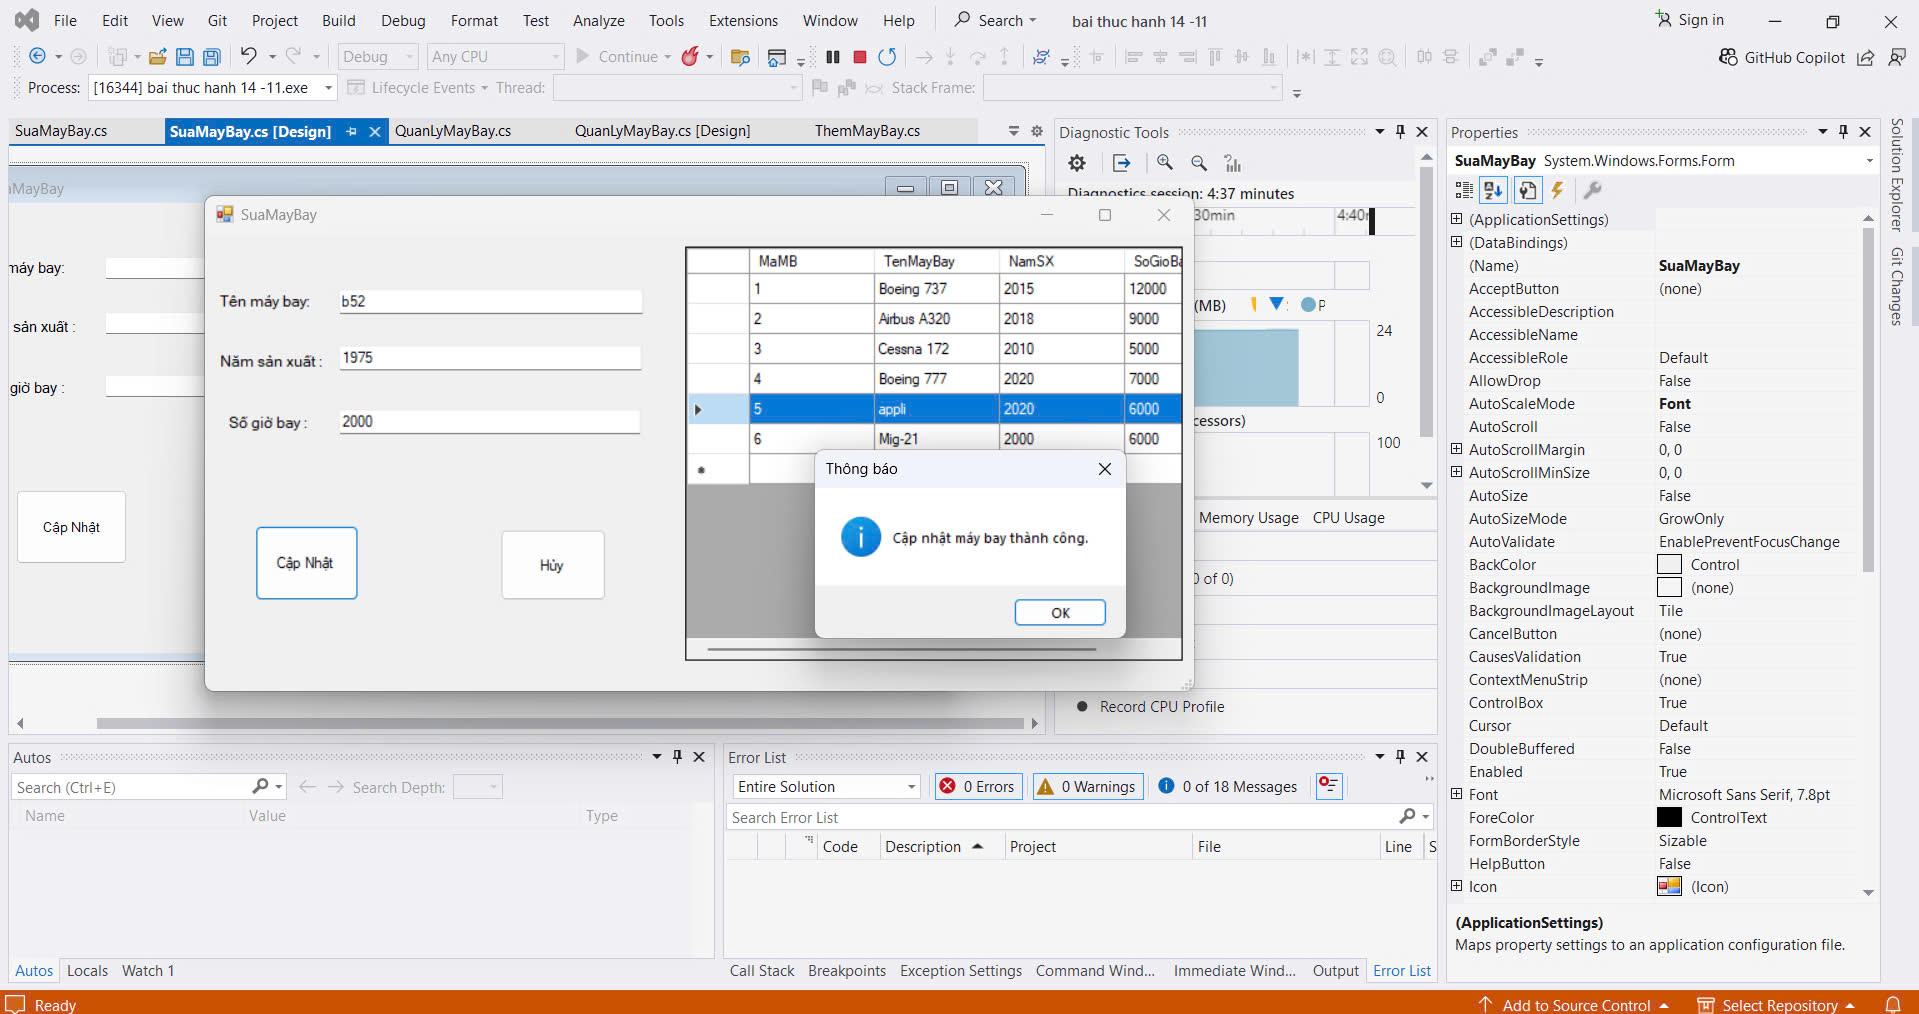 File Edit View Git Project Build Debug Format Test Analyze Tools Extensions Window Help Search bai thuc hanh 14 -11 Sign in
Debug Any CPU Continue GitHub Copilot
Process: [16344] bai thuc hanh 14 -11.exe Lifecycle Events Thread: Stack Frame:
SuaMayBay.cs SuaMayBay.cs [Design] QuanLyMayBay.cs QuanLyMayBay.cs [Design] ThemMayBay.cs
Diagnostic Tools
Diagnostics session: 4:37 minutes
30min 4:40
(MB)
24
0
100
Memory Usage CPU Usage
0 of 0)
Record CPU Profile
MayBay
máy bay:
sản xuất :
giờ bay :
Cập Nhật
SuaMayBay
Tên máy bay: b52
Năm sản xuất : 1975
Số giờ bay : 2000
Cập Nhật Hủy
MaMB TenMayBay NamSX SoGioBa
1 Boeing 737 2015 12000
2 Airbus A320 2018 9000
3 Cessna 172 2010 5000
4 Boeing 777 2020 7000
5 appli 2020 6000
6 Mig-21 2000 6000
Thông báo
Cập nhật máy bay thành công.
OK
Properties
SuaMayBay System.Windows.Forms.Form
(ApplicationSettings)
(DataBindings)
(Name) SuaMayBay
AcceptButton (none)
AccessibleDescription
AccessibleName
AccessibleRole Default
AllowDrop False
AutoScaleMode Font
AutoScroll False
AutoScrollMargin 0, 0
AutoScrollMinSize 0, 0
AutoSize False
AutoSizeMode GrowOnly
AutoValidate EnablePreventFocusChange
BackColor Control
BackgroundImage (none)
BackgroundImageLayout Tile
CancelButton (none)
CausesValidation True
ContextMenuStrip (none)
ControlBox True
Cursor Default
DoubleBuffered False
Enabled True
Font Microsoft Sans Serif, 7.8pt
ForeColor ControlText
FormBorderStyle Sizable
HelpButton False
Icon (Icon)
(ApplicationSettings)
Maps property settings to an application configuration file.
Solution Explorer
Git Changes
Autos
Search (Ctrl+E) Search Depth:
Name Value Type
Autos Locals Watch 1
Error List
Entire Solution 0 Errors 0 Warnings 0 of 18 Messages
Search Error List
Code Description Project File Line S
Call Stack Breakpoints Exception Settings Command Wind... Immediate Wind... Output Error List
Ready Add to Source Control Select Repository